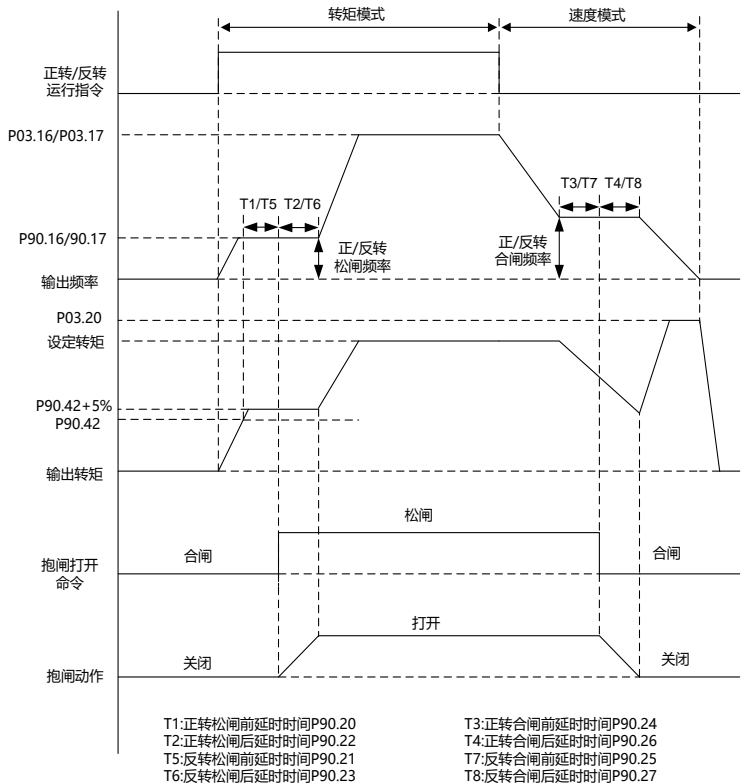 转矩模式
速度模式
正转/反转
运行指令
P03.16/P03.17
T1/T5
T2/T6
T3/T7
T4/T8
P90.16/90.17
正/反转
松闸频率
正/反转
合闸频率
输出频率
P03.20
设定转矩
P90.42+5%
P90.42
输出转矩
松闸
合闸
合闸
抱闸打开
命令
打开
关闭
关闭
抱闸动作
T1:正转松闸前延时时间P90.20
T2:正转松闸后延时时间P90.22
T5:反转松闸前延时时间P90.21
T6:反转松闸后延时时间P90.23
T3:正转合闸前延时时间P90.24
T4:正转合闸后延时时间P90.26
T7:反转合闸前延时时间P90.25
T8:反转合闸后延时时间P90.27